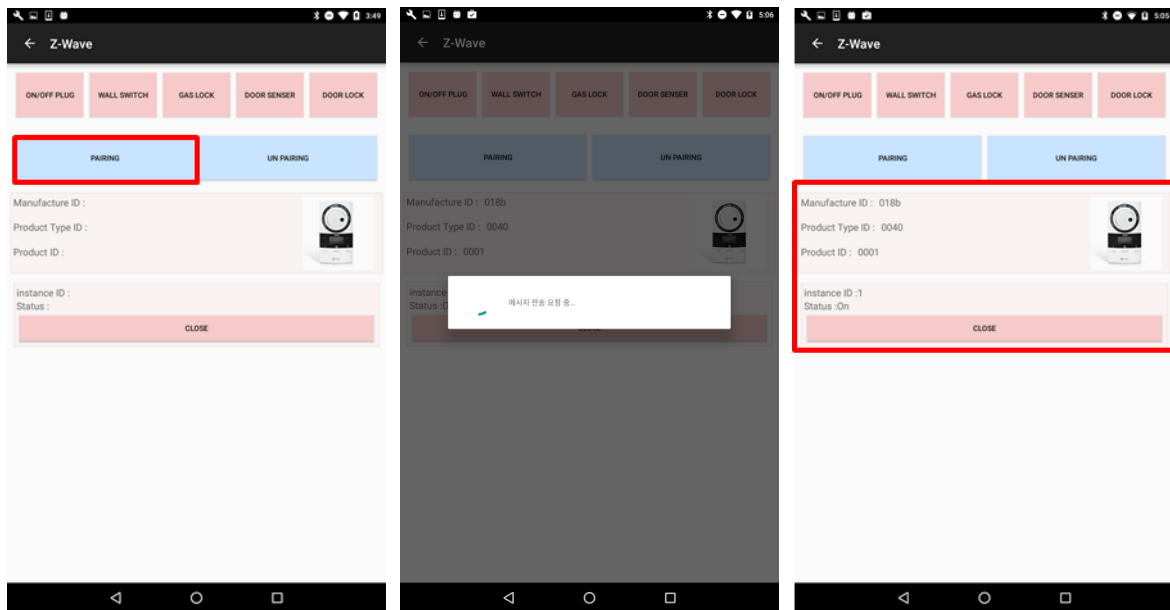 3:49
Z-Wave
ON/OFF PLUG
WALL SWITCH
GAS LOCK
DOOR SENSER
DOOR LOCK
PAIRING
UN PAIRING
Manufacture ID :
Product Type ID :
Product ID :
instance ID :
Status :
CLOSE
5:06
Z-Wave
ON/OFF PLUG
WALL SWITCH
GAS LOCK
DOOR SENSER
DOOR LOCK
PAIRING
UN PAIRING
Manufacture ID : 018b
Product Type ID : 0040
Product ID : 0001
instance
Status :O
메시지 전송 요청 중...
5:05
Z-Wave
ON/OFF PLUG
WALL SWITCH
GAS LOCK
DOOR SENSER
DOOR LOCK
PAIRING
UN PAIRING
Manufacture ID : 018b
Product Type ID : 0040
Product ID : 0001
instance ID :1
Status :On
CLOSE